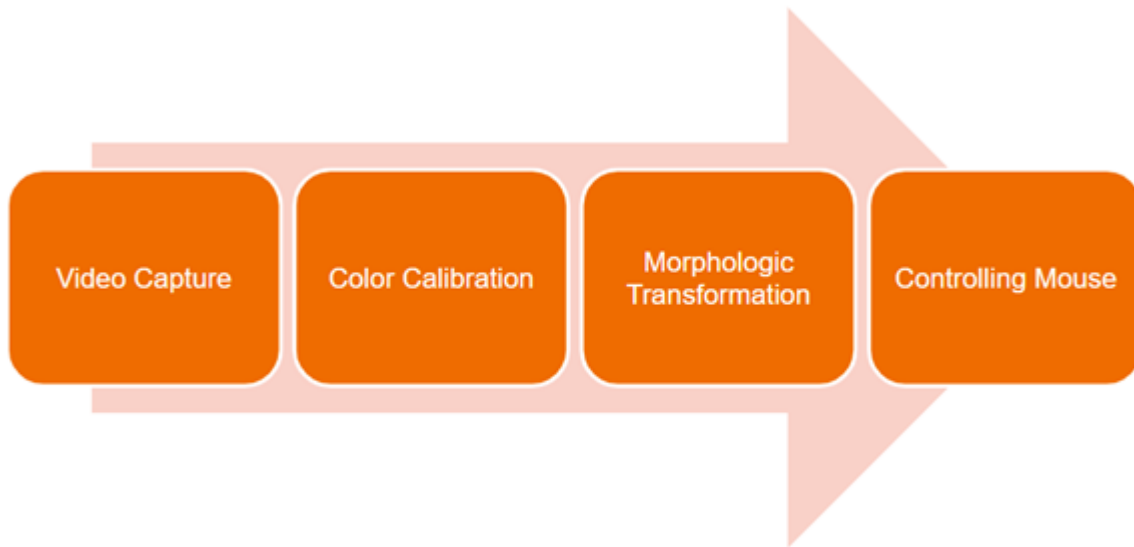 Video Capture
Color Calibration
Morphologic
Transformation
Controlling Mouse